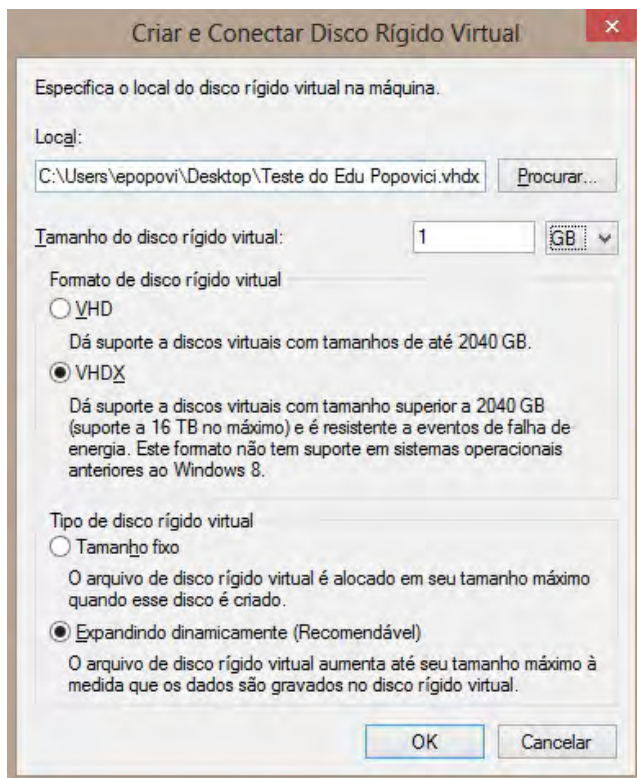 Criar e Conectar Disco Rígido Virtual
Especifica o local do disco rígido virtual na máquina.
Local:
C:\Users\epopovi\Desktop\Teste do Edu Popovici.vhdx
Procurar...
Tamanho do disco rígido virtual:
1
GB
Formato de disco rígido virtual
VHD
Dá suporte a discos virtuais com tamanhos de até 2040 GB.
VHDX
Dá suporte a discos virtuais com tamanho superior a 2040 GB
(suporte a 16 TB no máximo) e é resistente a eventos de falha de
energia. Este formato não tem suporte em sistemas operacionais
anteriores ao Windows 8.
Tipo de disco rígido virtual
Tamanho fixo
O arquivo de disco rígido virtual é alocado em seu tamanho máximo
quando esse disco é criado.
Expandindo dinamicamente (Recomendável)
O arquivo de disco rígido virtual aumenta até seu tamanho máximo à
medida que os dados são gravados no disco rígido virtual.
OK
Cancelar